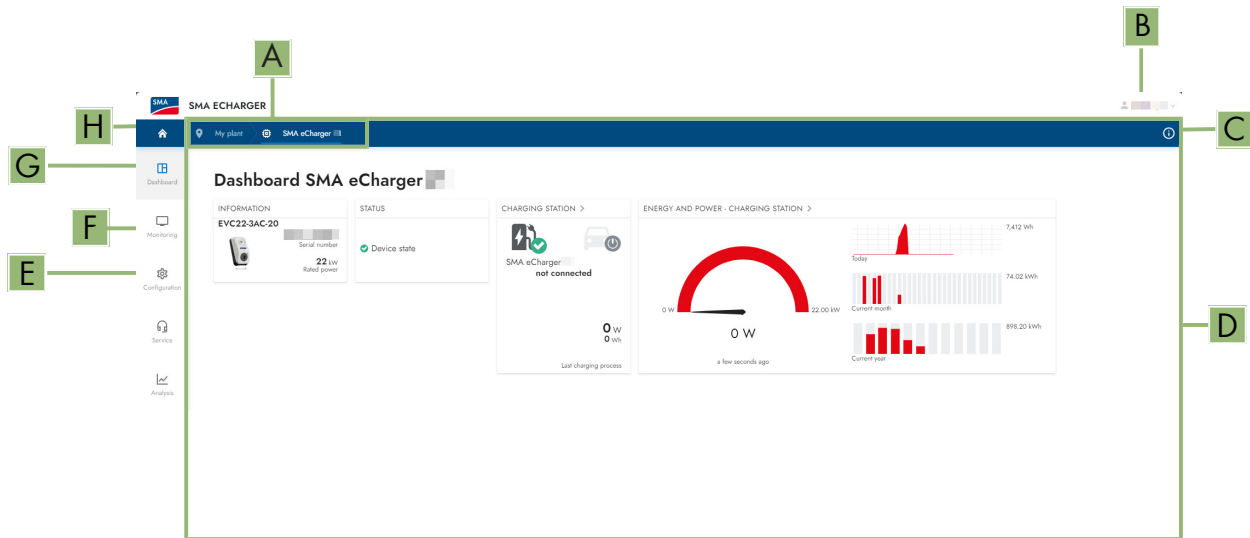 B
A
SMA
SMA ECHARGER
H
My plant
SMA eCharger
C
G
Dashboard
Dashboard SMA eCharger
INFORMATION
STATUS
CHARGING STATION >
ENERGY AND POWER - CHARGING STATION >
EVC22-3AC-20
Serial number
22 kW
Rated power
Device state
SMA eCharger
not connected
0 W
0 Wh
Last charging process
0 W
22.00 kW
0 W
a few seconds ago
7,412 Wh
Today
74.02 kWh
Current month
898.20 kWh
Current year
F
Monitoring
E
Configuration
D
Service
Analysis